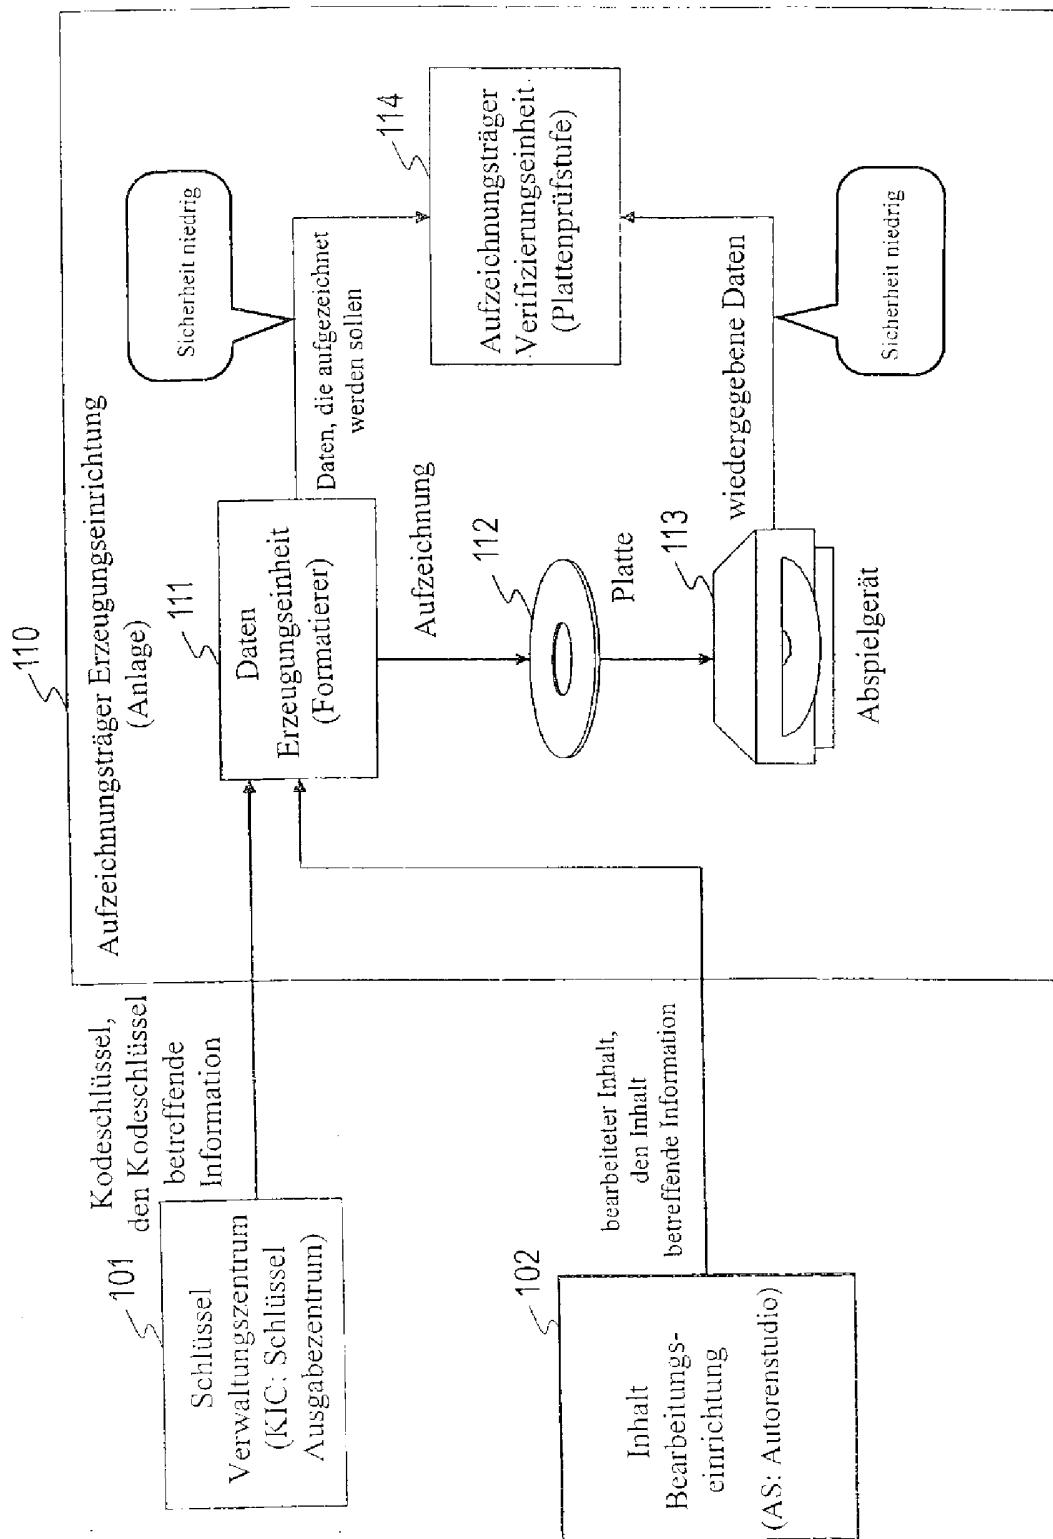 110
Aufzeichnungsträger Erzeugungseinrichtung
(Anlage)
101
Schlüssel
Verwaltungszentrum
(KIC: Schlüssel
Ausgabezentrum)
Kodeschlüssel,
den Kodeschlüssel
betreffende
Information
111
Daten
Erzeugungseinheit
(Formatierer)
Daten, die aufgezeichnet
werden sollen
Sicherheit niedrig
114
Aufzeichnungsträger
Verifizierungseinheit
(Plattenprüfstufe)
Aufzeichnung
112
Platte
113
Abspielgerät
wiedergegebene Daten
Sicherheit niedrig
102
Inhalt
Bearbeitungs-
einrichtung
(AS: Autorenstudio)
bearbeiteter Inhalt,
den Inhalt
betreffende Information